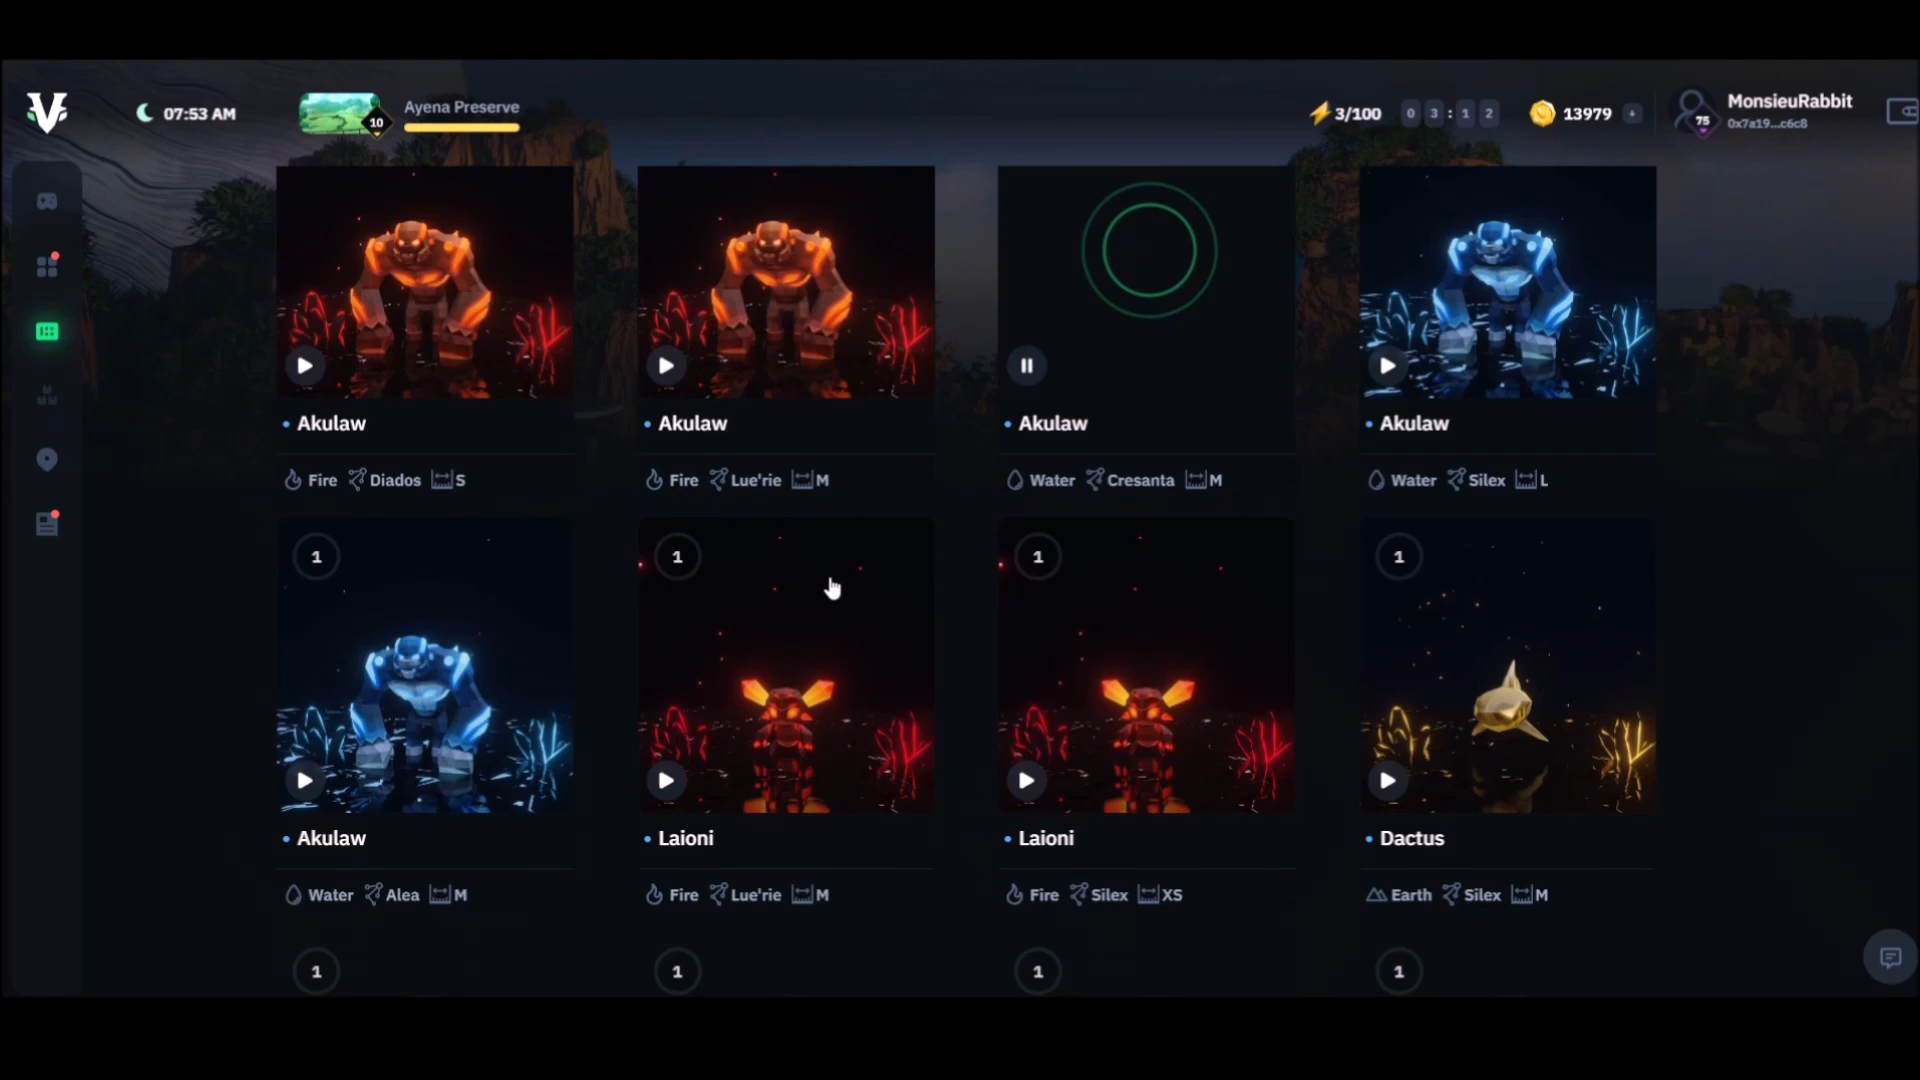 07:53 AM
10
Ayena Preserve
3/100
0 3 : 1 2
13979 +
75
MonsieuRabbit
0x7a19...c6c8
Akulaw
Akulaw
Akulaw
Akulaw
Fire Diados S
Fire Lue'rie M
Water Cresanta M
Water Silex L
1
1
1
1
Akulaw
Laioni
Laioni
Dactus
Water Alea M
Fire Lue'rie M
Fire Silex XS
Earth Silex M
1
1
1
1